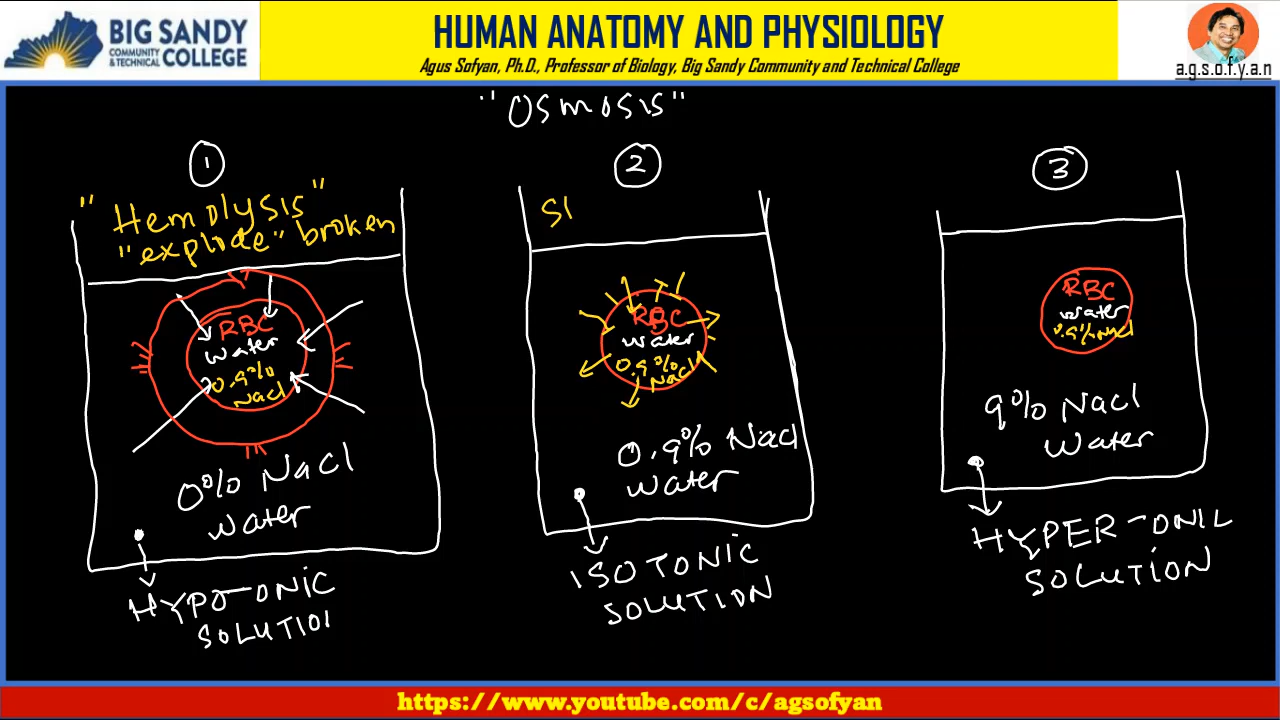 BIG SANDY
COMMUNITY
& TECHNICAL
COLLEGE
HUMAN ANATOMY AND PHYSIOLOGY
Agus Sofyan, Ph.D., Professor of Biology, Big Sandy Community and Technical College
a.g.s.o.f.y.a.n
"Osmosis"
1
"Hemolysis"
"explode" broken
RBC
Water
0.9%
NaCl
0% NaCl
Water
HYPOTONIC
SOLUTION
2
SI
RBC
Water
0.9%
NaCl
0.9% NaCl
Water
ISOTONIC
SOLUTION
3
RBC
Water
0.9% NaCl
9% NaCl
Water
HYPERTONIC
SOLUTION
https://www.youtube.com/c/agsofyan